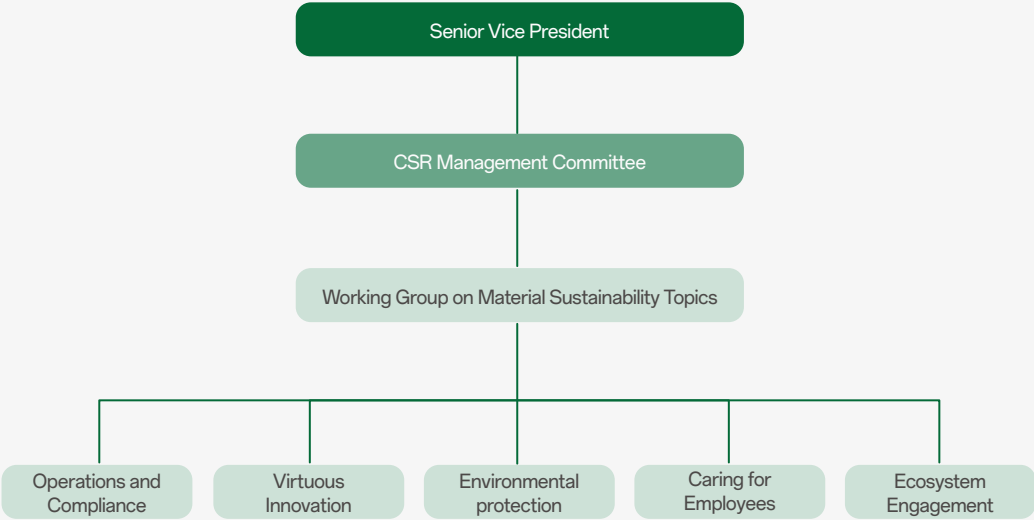 Senior Vice President
CSR Management Committee
Working Group on Material Sustainability Topics
Operations and
Compliance
Virtuous
Innovation
Environmental
protection
Caring for
Employees
Ecosystem
Engagement